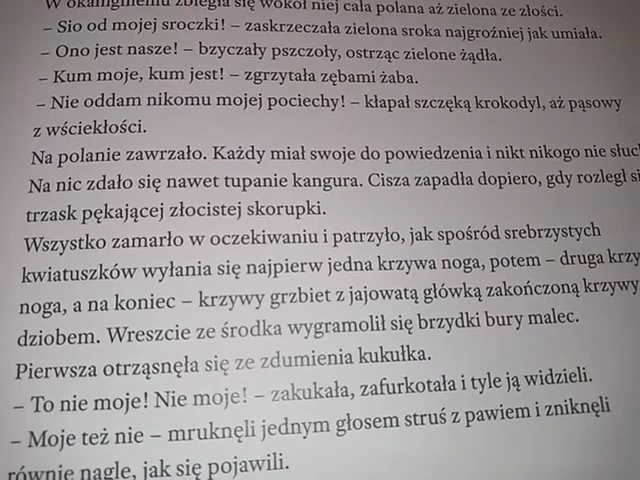 W okamgnieniu zbiegła się wokół niej cała polana aż zielona ze złości.
– Sio od mojej sroczki! – zaskrzeczała zielona sroka najgroźniej jak umiała.
– Ono jest nasze! – bzyczały pszczoły, ostrząc zielone żądła.
– Kum moje, kum jest! – zgrzytała zębami żaba.
– Nie oddam nikomu mojej pociechy! – kłapał szczęką krokodyl, aż pąsowy
z wściekłości.
Na polanie zawrzało. Każdy miał swoje do powiedzenia i nikt nikogo nie słuch
Na nic zdało się nawet tupanie kangura. Cisza zapadła dopiero, gdy rozległ si
trzask pękającej złocistej skorupki.
Wszystko zamarło w oczekiwaniu i patrzyło, jak spośród srebrzystych
kwiatuszków wyłania się najpierw jedna krzywa noga, potem – druga krzy
noga, a na koniec – krzywy grzbiet z jajowatą główką zakończoną krzywy
dziobem. Wreszcie ze środka wygramolił się brzydki bury malec.
Pierwsza otrząsnęła się ze zdumienia kukułka.
– To nie moje! Nie moje! – zakukała, zafurkotała i tyle ją widzieli.
– Moje też nie – mruknęli jednym głosem struś z pawiem i zniknęli
równie nagle, jak się pojawili.